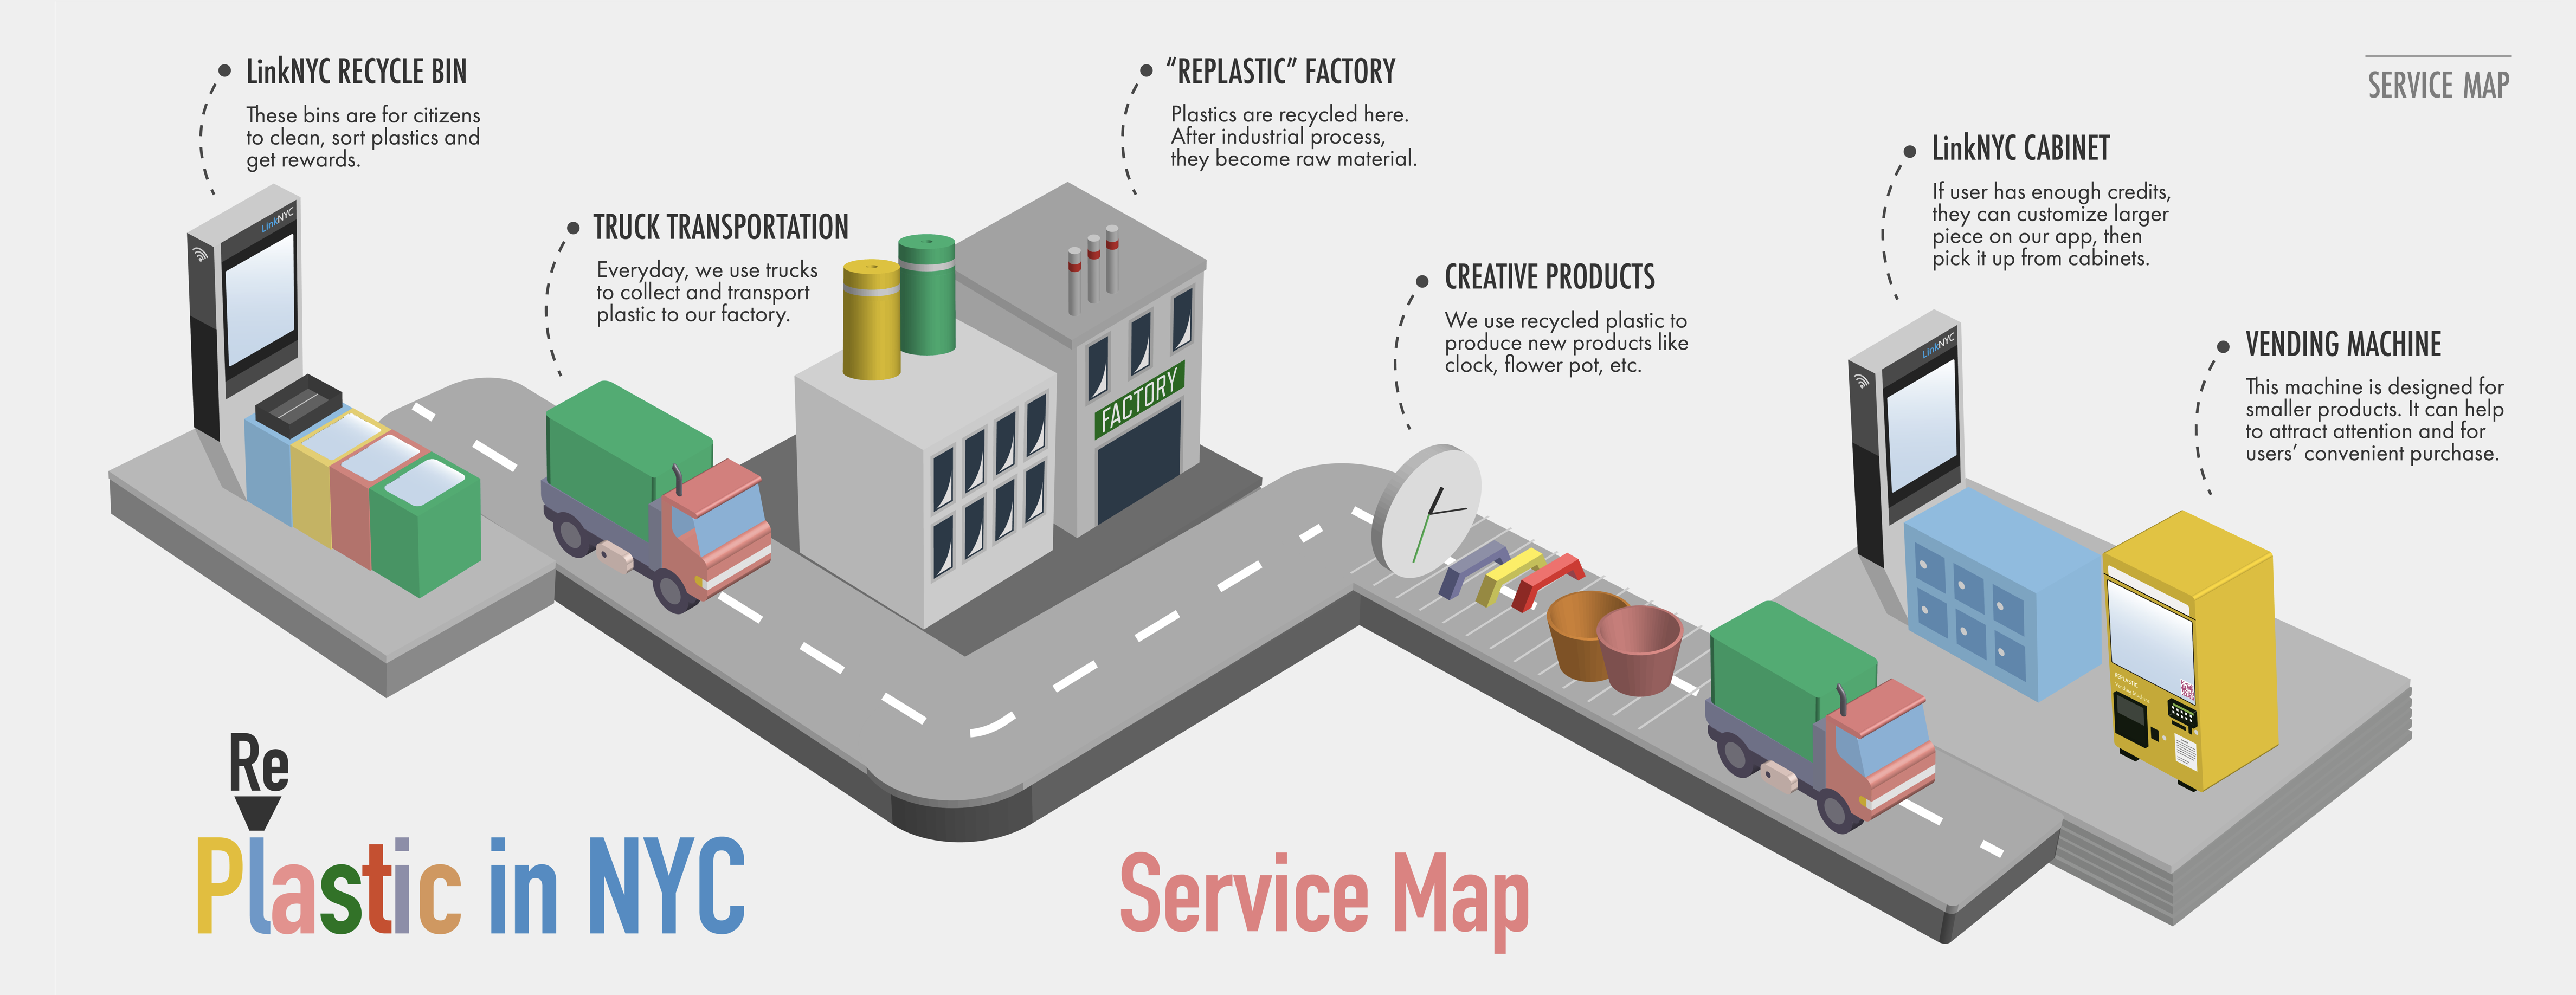 SERVICE MAP
LinkNYC RECYCLE BIN
These bins are for citizens
to clean, sort plastics and
get rewards.
TRUCK TRANSPORTATION
Everyday, we use trucks
to collect and transport
plastic to our factory.
“REPLASTIC” FACTORY
Plastics are recycled here.
After industrial process,
they become raw material.
CREATIVE PRODUCTS
We use recycled plastic to
produce new products like
clock, flower pot, etc.
LinkNYC CABINET
If user has enough credits,
they can customize larger
piece on our app, then
pick it up from cabinets.
VENDING MACHINE
This machine is designed for
smaller products. It can help
to attract attention and for
users’ convenient purchase.
LinkNYC
FACTORY
LinkNYC
REPLASTIC
Vending Machine
Re
Plastic in NYC
Service Map